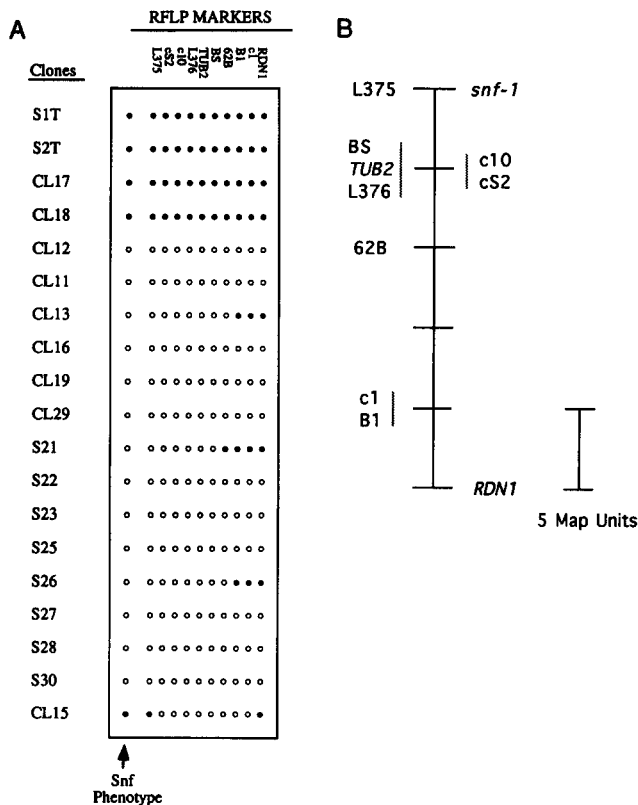 A
RFLP MARKERS
Clones
L375
cS2
c10
L376
TUB2
BS
62B
B1
c1
RDN1
S1T
S2T
CL17
CL18
CL12
CL11
CL13
CL16
CL19
CL29
S21
S22
S23
S25
S26
S27
S28
S30
CL15
Snf
Phenotype
B
L375
snf-1
BS
TUB2
L376
c10
cS2
62B
c1
B1
RDN1
5 Map Units